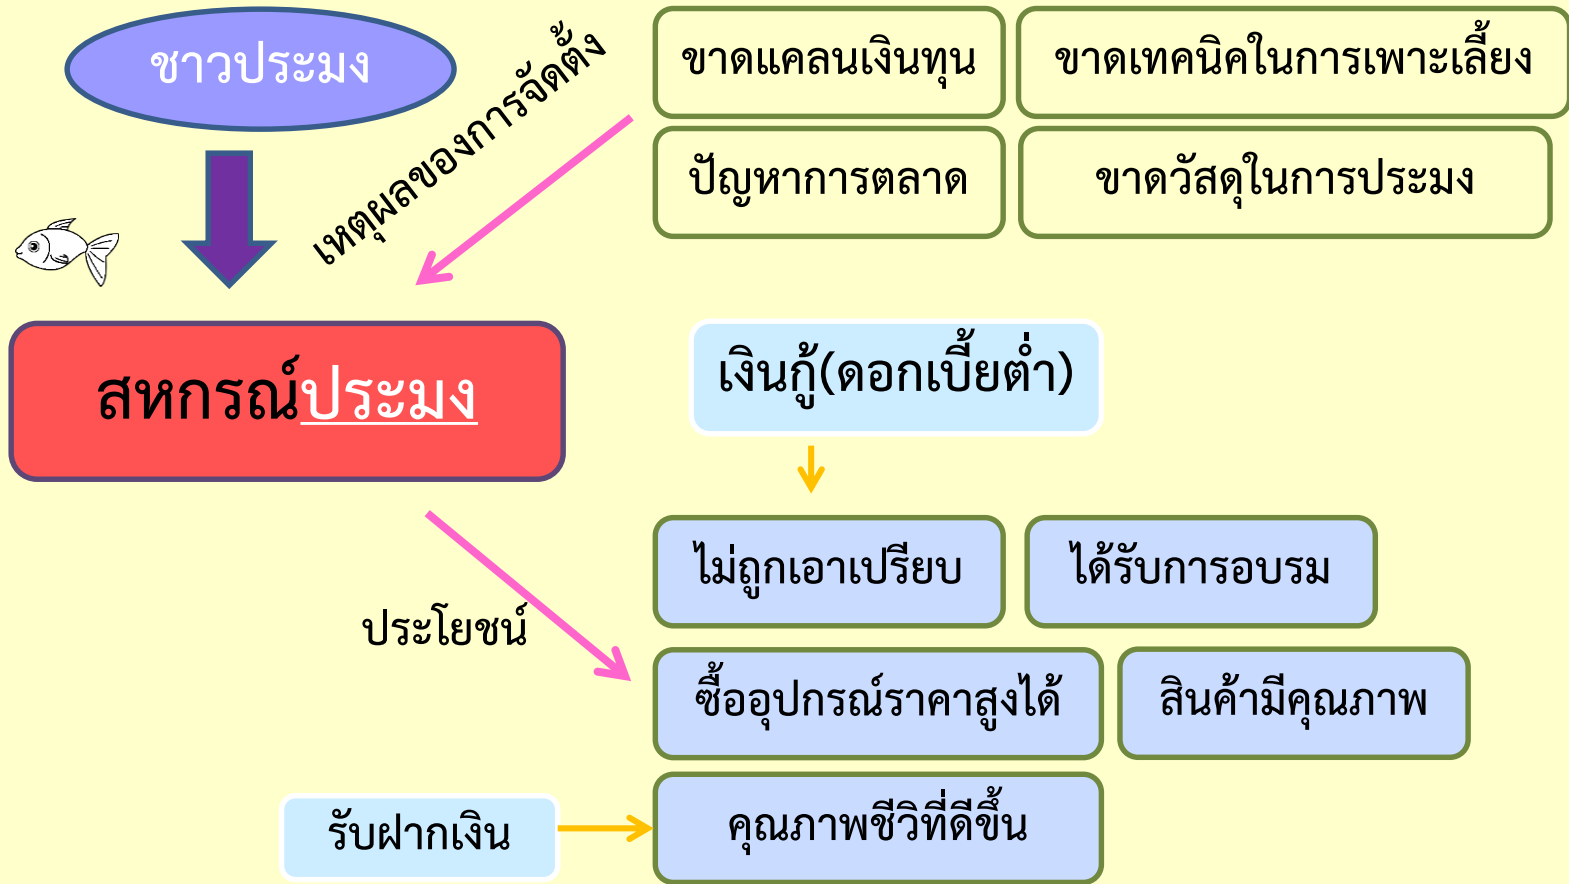 ชาวประมง
เหตุผลของการจัดตั้ง
ขาดแคลนเงินทุน
ขาดเทคนิคในการเพาะเลี้ยง
ปัญหาการตลาด
ขาดวัสดุในการประมง
สหกรณ์ประมง
เงินกู้(ดอกเบี้ยต่ำ)
ประโยชน์
ไม่ถูกเอาเปรียบ
ได้รับการอบรม
ซื้ออุปกรณ์ราคาสูงได้
สินค้ามีคุณภาพ
รับฝากเงิน
คุณภาพชีวิที่ดีขึ้น